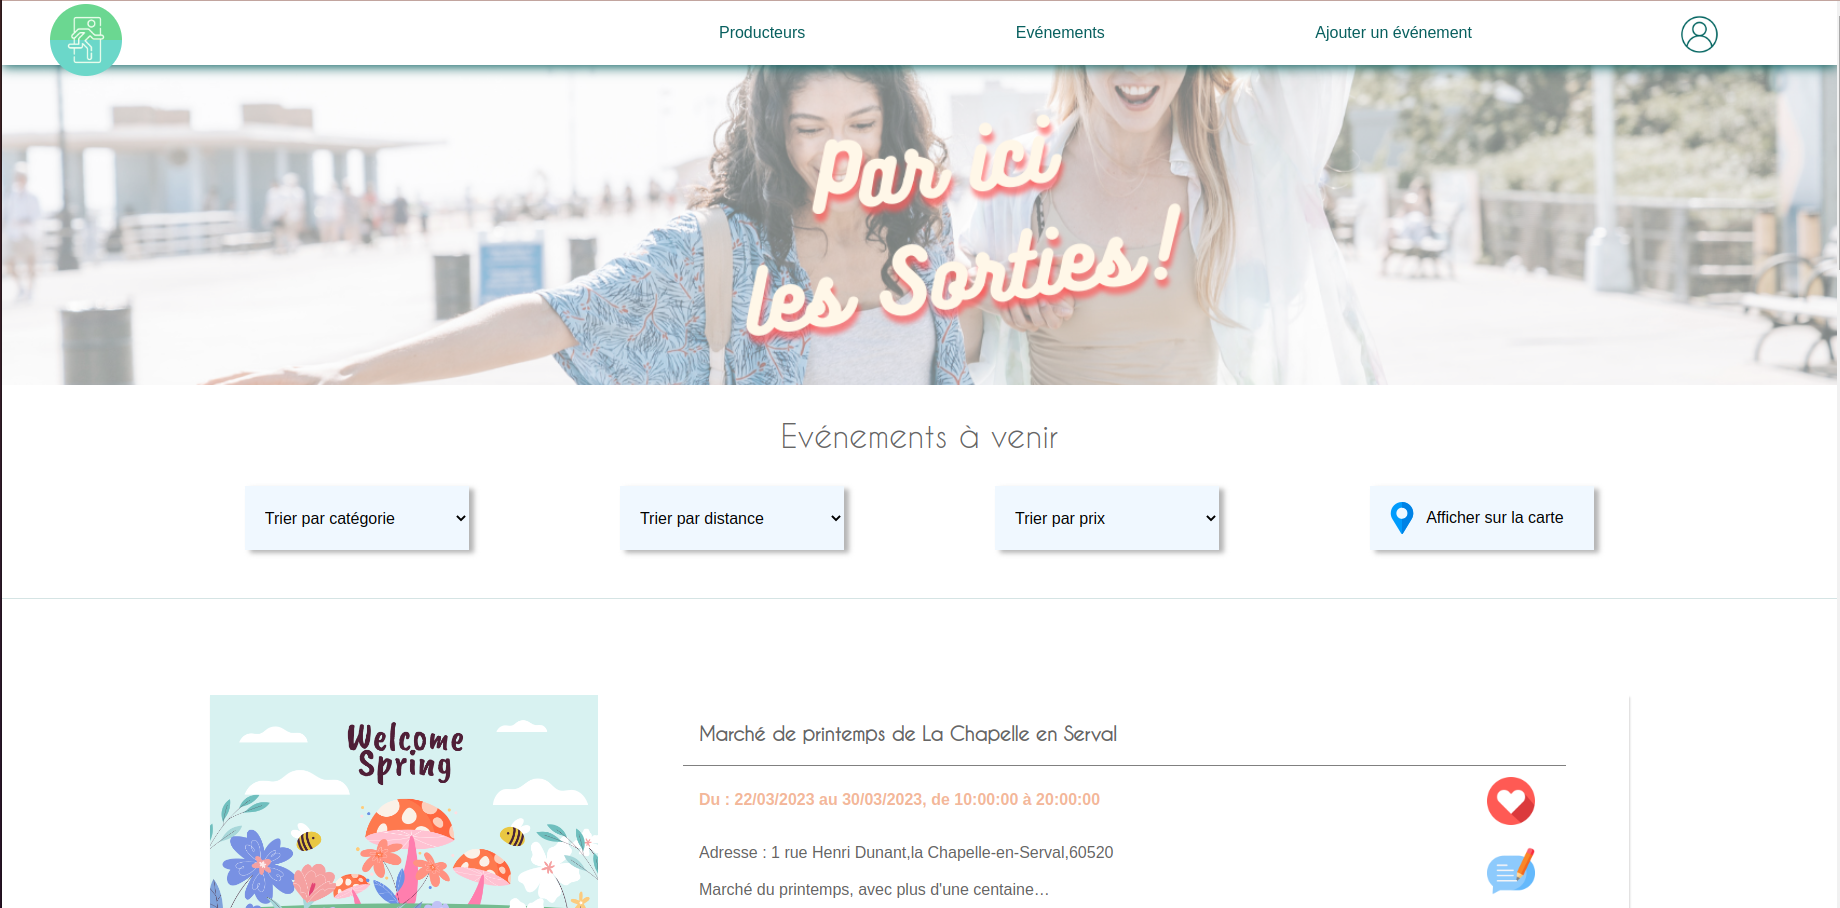 Producteurs
Evénements
Ajouter un événement
Par ici
les Sorties !
Evénements à venir
Trier par catégorie
Trier par distance
Trier par prix
Afficher sur la carte
Welcome
Spring
Marché de printemps de La Chapelle en Serval
Du : 22/03/2023 au 30/03/2023, de 10:00:00 à 20:00:00
Adresse : 1 rue Henri Dunant,la Chapelle-en-Serval,60520
Marché du printemps, avec plus d'une centaine…